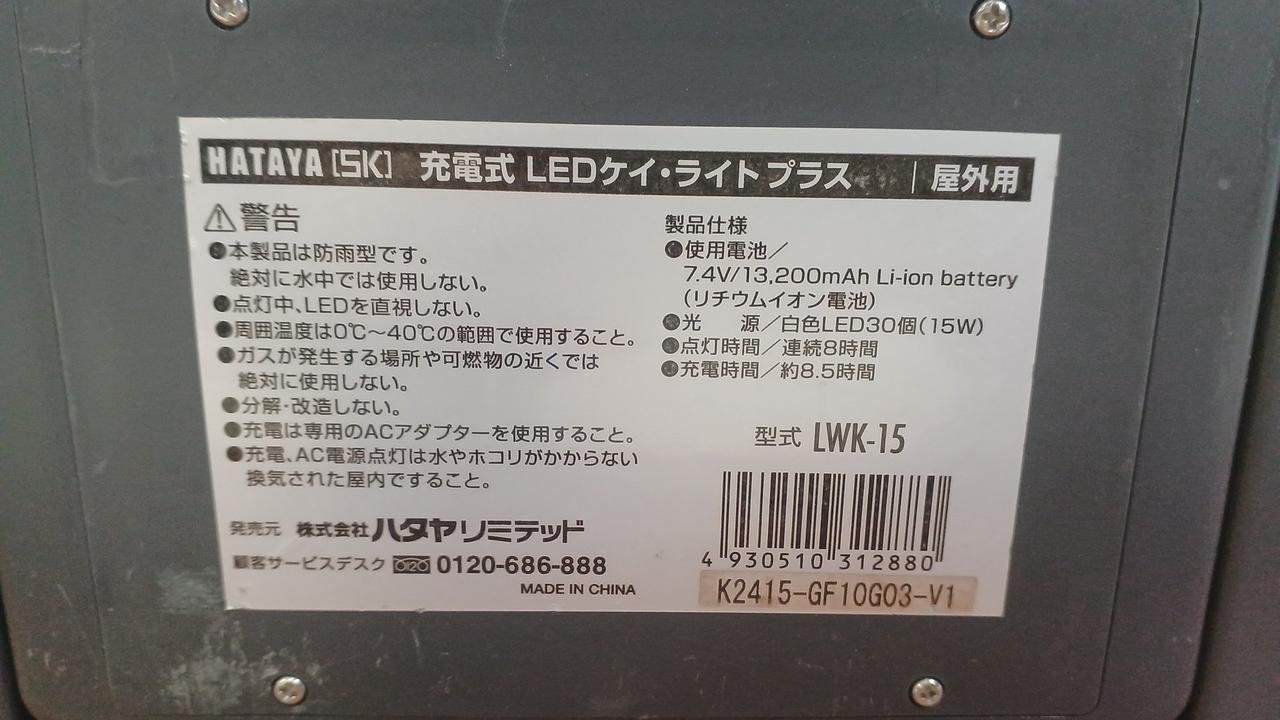 HATAYA [SK] 充電式 LEDケイ・ライト プラス | 屋外用
⚠警告
●本製品は防雨型です。
絶対に水中では使用しない。
●点灯中、LEDを直視しない。
●周囲温度は0℃〜40℃の範囲で使用すること。
●ガスが発生する場所や可燃物の近くでは
絶対に使用しない。
●分解・改造しない。
●充電は専用のACアダプターを使用すること。
●充電、AC電源点灯は水やホコリがかからない
換気された屋内ですること。
発売元 株式会社ハタヤリミテッド
顧客サービスデスク 0120-686-888
MADE IN CHINA
製品仕様
●使用電池／
7.4V/13,200mAh Li-ion battery
(リチウムイオン電池)
●光　源／白色LED30個(15W)
●点灯時間／連続8時間
●充電時間／約8.5時間
型式 LWK-15
4 930510 312880
K2415-GF10G03-V1